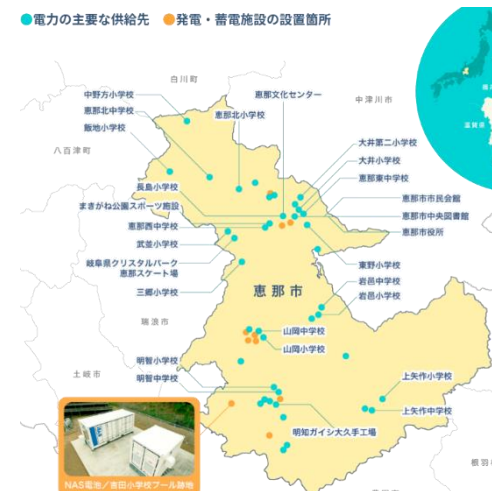 ●電力の主要な供給先 ●発電・蓄電施設の設置箇所
白川町
中野方小学校
恵那文化センター
恵那北中学校
恵那北小学校
中津川市
飯地小学校
大井第二小学校
八百津町
大井小学校
恵那東中学校
長島小学校
恵那市市民会館
まきがね公園スポーツ施設
恵那市中央図書館
恵那西中学校
恵那市役所
武並小学校
東野小学校
岐阜県クリスタルパーク
恵那スケート場
岩邑中学校
三郷小学校
恵那市
岩邑小学校
瑞浪市
山岡中学校
山岡小学校
明智小学校
土岐市
明智中学校
上矢作小学校
上矢作中学校
明知ガイシ大久手工場
NAS電池／吉田小学校プール跡地
滋賀県